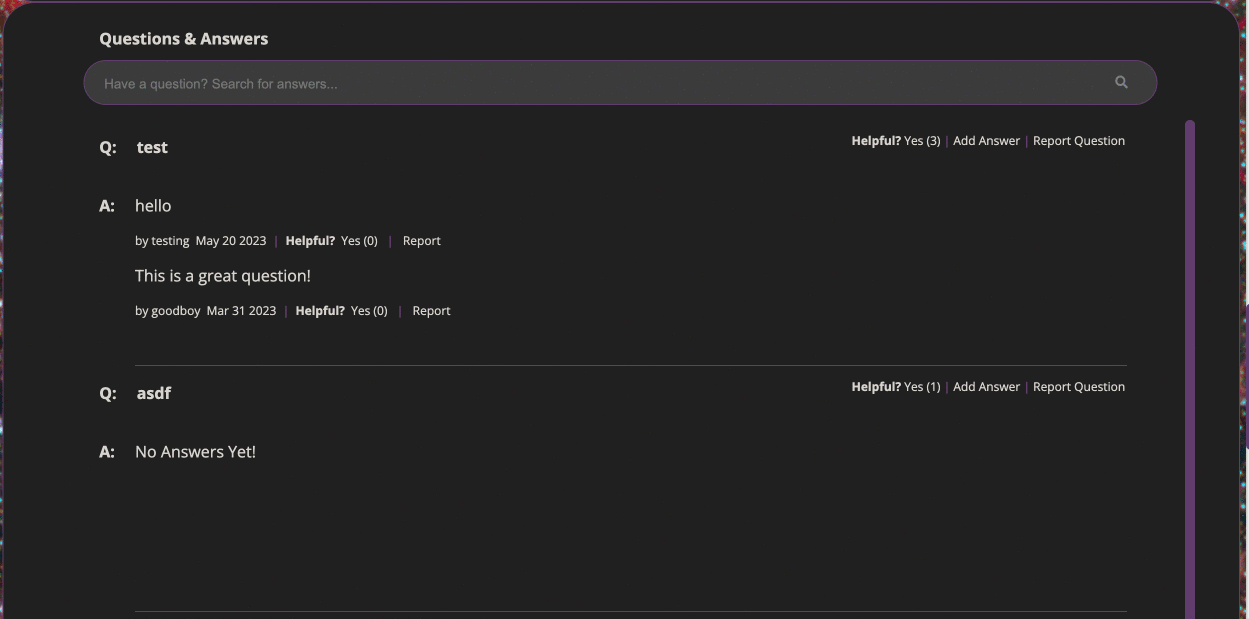 Questions & Answers
Have a question? Search for answers...
Q: test Helpful? Yes (3) | Add Answer | Report Question
A: hello
by testing May 20 2023 | Helpful? Yes (0) | Report
This is a great question!
by goodboy Mar 31 2023 | Helpful? Yes (0) | Report
Q: asdf Helpful? Yes (1) | Add Answer | Report Question
A: No Answers Yet!